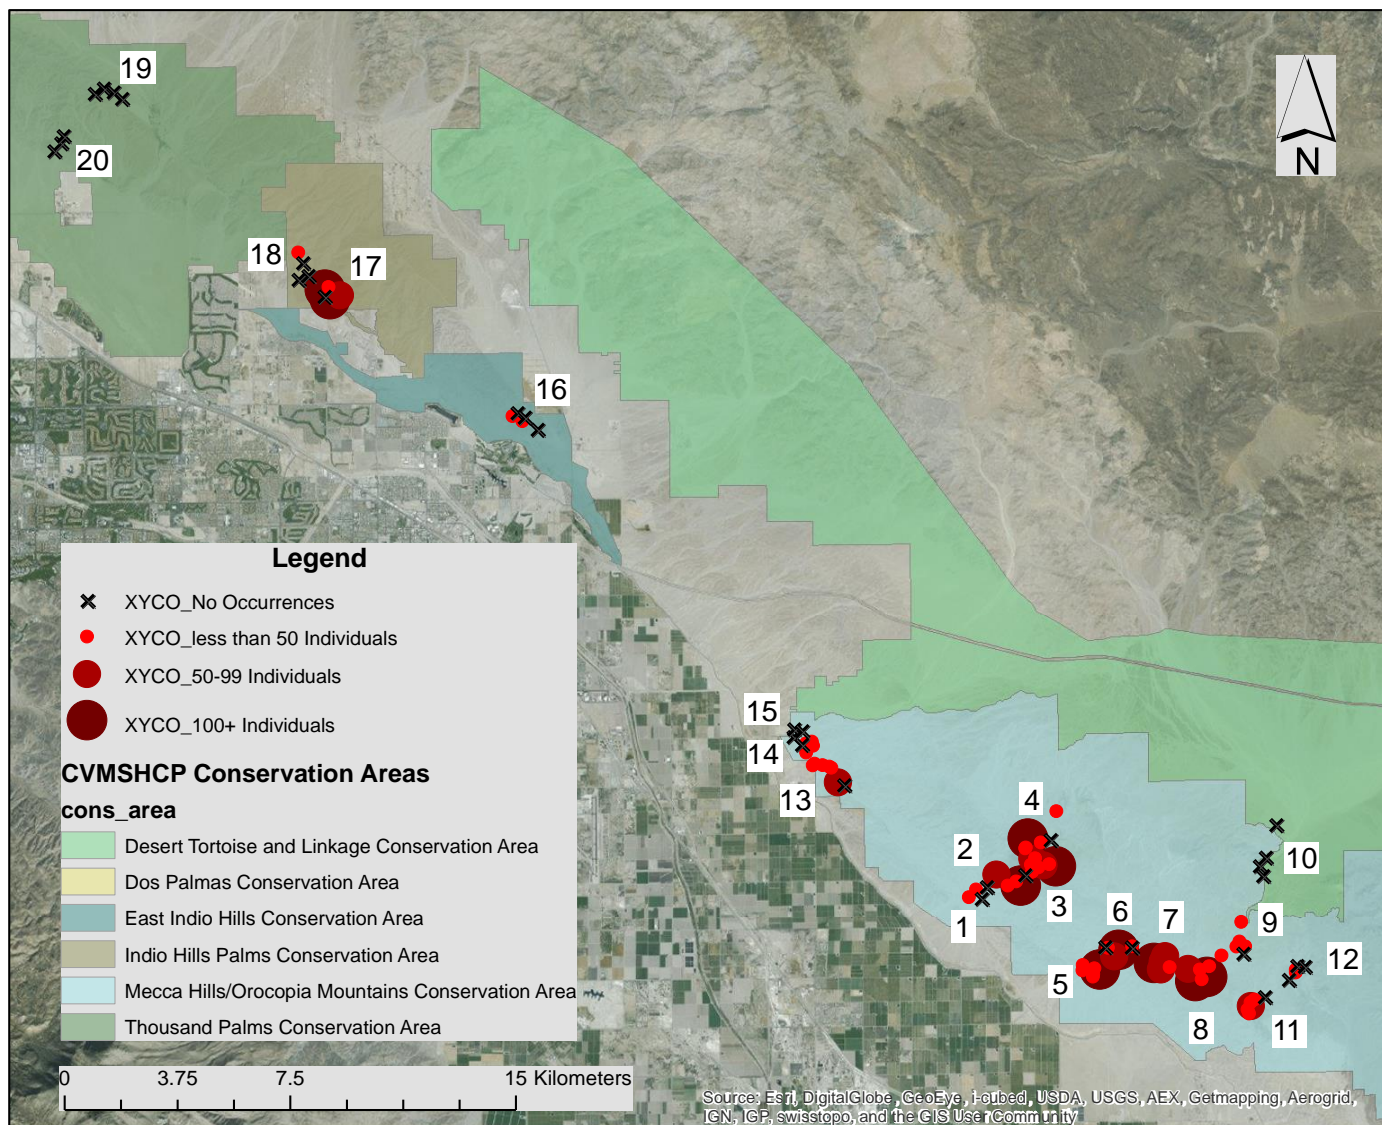 19
20
N
18
17
16
Legend
XYCO_No Occurrences
XYCO_less than 50 Individuals
XYCO_50-99 Individuals
XYCO_100+ Individuals
CVMSHCP Conservation Areas
cons_area
Desert Tortoise and Linkage Conservation Area
Dos Palmas Conservation Area
East Indio Hills Conservation Area
Indio Hills Palms Conservation Area
Mecca Hills/Orocopia Mountains Conservation Area
Thousand Palms Conservation Area
15
14
13
4
2
10
1
3
6
7
9
5
12
8
11
0 3.75 7.5 15 Kilometers
Source: Esri, DigitalGlobe, GeoEye, i-cubed, USDA, USGS, AEX, Getmapping, Aerogrid,
IGN, IGP, swisstopo, and the GIS User Community